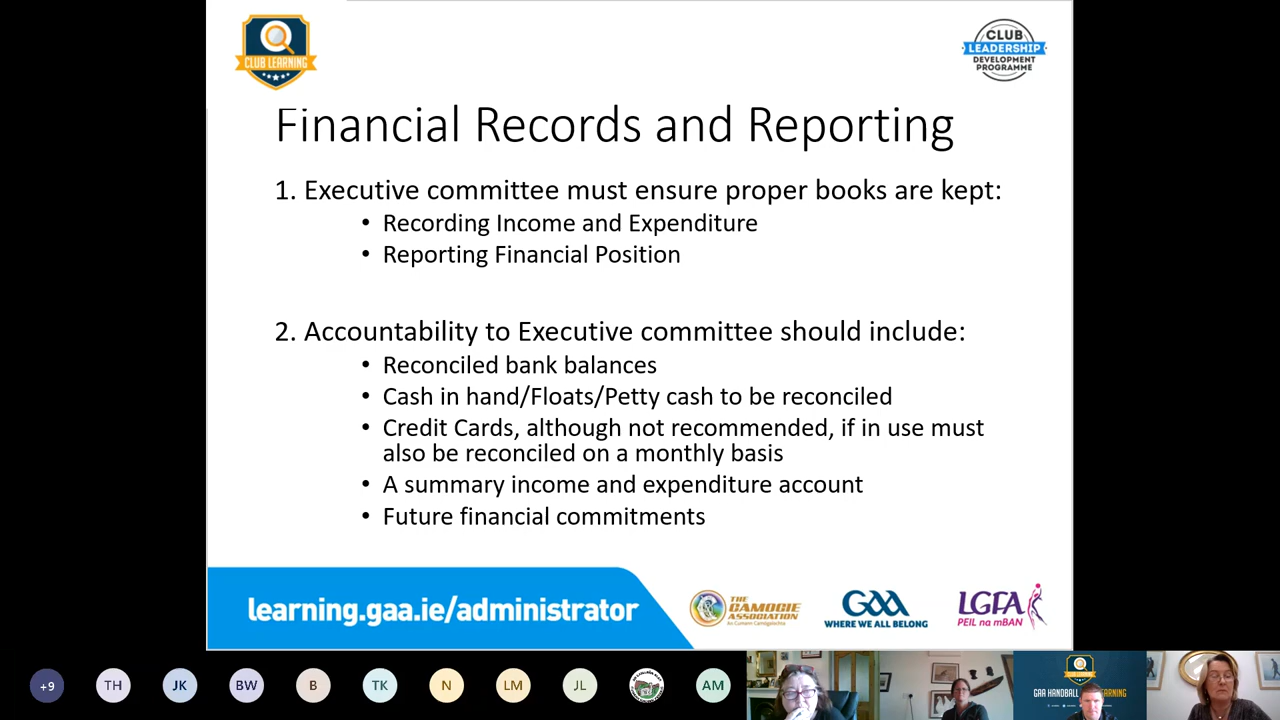 CLUB LEARNING
CLUB
LEADERSHIP
DEVELOPMENT
PROGRAMME
Financial Records and Reporting
1. Executive committee must ensure proper books are kept:
• Recording Income and Expenditure
• Reporting Financial Position
2. Accountability to Executive committee should include:
• Reconciled bank balances
• Cash in hand/Floats/Petty cash to be reconciled
• Credit Cards, although not recommended, if in use must
also be reconciled on a monthly basis
• A summary income and expenditure account
• Future financial commitments
learning.gaa.ie/administrator
THE
CAMOGIE
ASSOCIATION
An Cumann Camógaíochta
GAA
WHERE WE ALL BELONG
LGFA
PEIL na mBAN
+9
TH
JK
BW
B
TK
N
LM
JL
AM
GAA HANDBALL